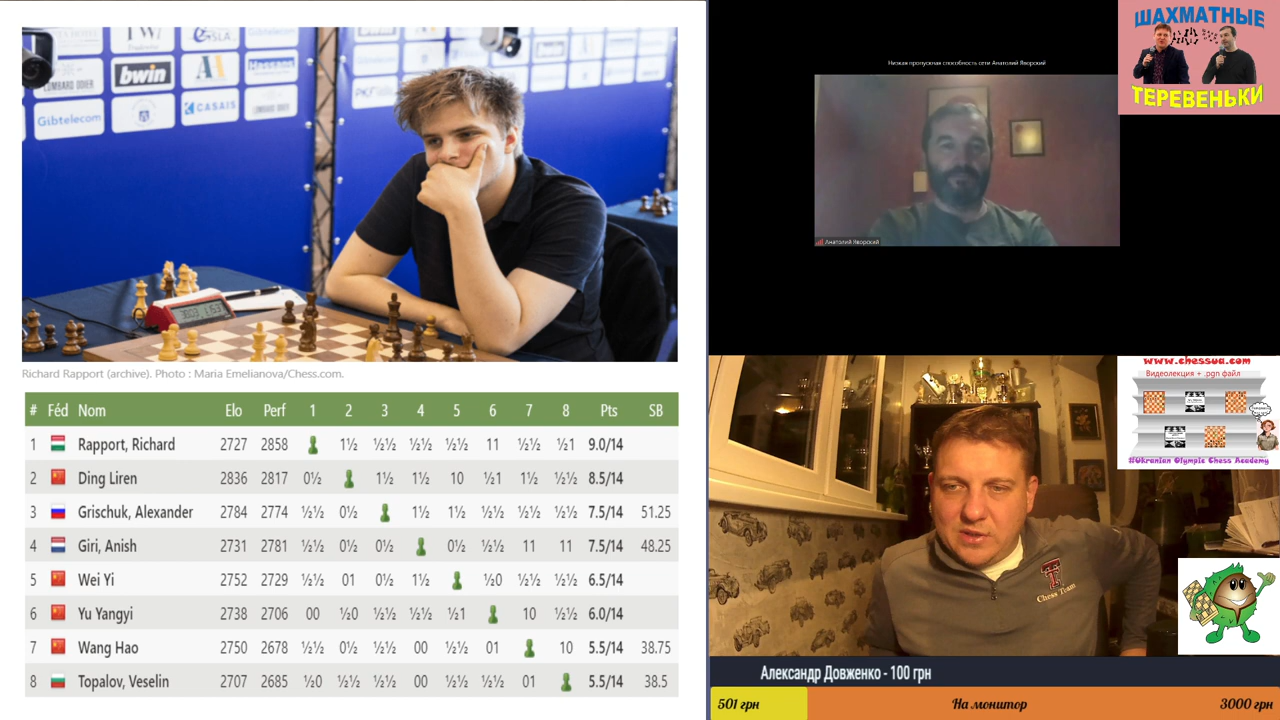 bwin
Gibtelecom
CASAIS
Richard Rapport (archive). Photo : Maria Emelianova/Chess.com.
# Féd Nom Elo Perf 1 2 3 4 5 6 7 8 Pts SB
1 Rapport, Richard 2727 2858 1½ ½½ ½½ ½½ 11 ½½ ½1 9.0/14
2 Ding Liren 2836 2817 0½ 1½ 1½ 10 ½1 1½ ½½ 8.5/14
3 Grischuk, Alexander 2784 2774 ½½ 0½ 1½ 1½ ½½ ½½ ½½ 7.5/14 51.25
4 Giri, Anish 2731 2781 ½½ 0½ 0½ 0½ ½½ 11 11 7.5/14 48.25
5 Wei Yi 2752 2729 ½½ 01 0½ 1½ ½0 ½½ ½½ 6.5/14
6 Yu Yangyi 2738 2706 00 ½0 ½½ ½½ ½1 10 ½½ 6.0/14
7 Wang Hao 2750 2678 ½½ 0½ ½½ 00 ½½ 01 10 5.5/14 38.75
8 Topalov, Veselin 2707 2685 ½0 ½½ ½½ 00 ½½ ½½ 01 5.5/14 38.5
ШАХМАТНЫЕ
ТЕРЕВЕНЬКИ
Низкая пропускная способность сети Анатолий Яворский
Анатолий Яворский
www.chessua.com
Видеолекция + .pgn файл
#Ukranian Olympic Chess Academy
T
Chess Team
Александр Довженко - 100 грн
501 грн На монитор 3000 грн